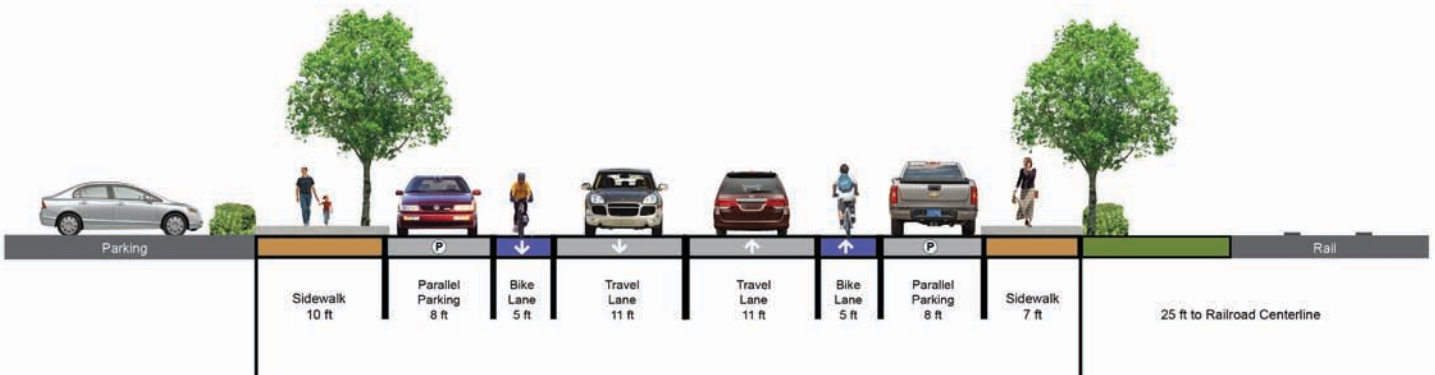 Parking
P
P
Rail
Sidewalk
10 ft
Parallel
Parking
8 ft
Bike
Lane
5 ft
Travel
Lane
11 ft
Travel
Lane
11 ft
Bike
Lane
5 ft
Parallel
Parking
8 ft
Sidewalk
7 ft
25 ft to Railroad Centerline